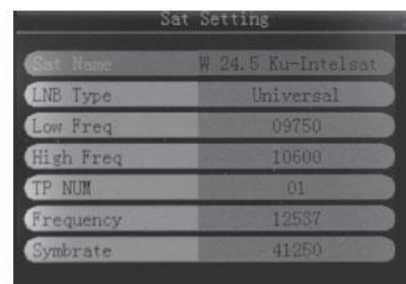 Sat Setting
Sat Name W 24.5 Ku-Intelsat
LNB Type Universal
Low Freq 09750
High Freq 10600
TP NUM 01
Frequency 12537
Symbrate 41250